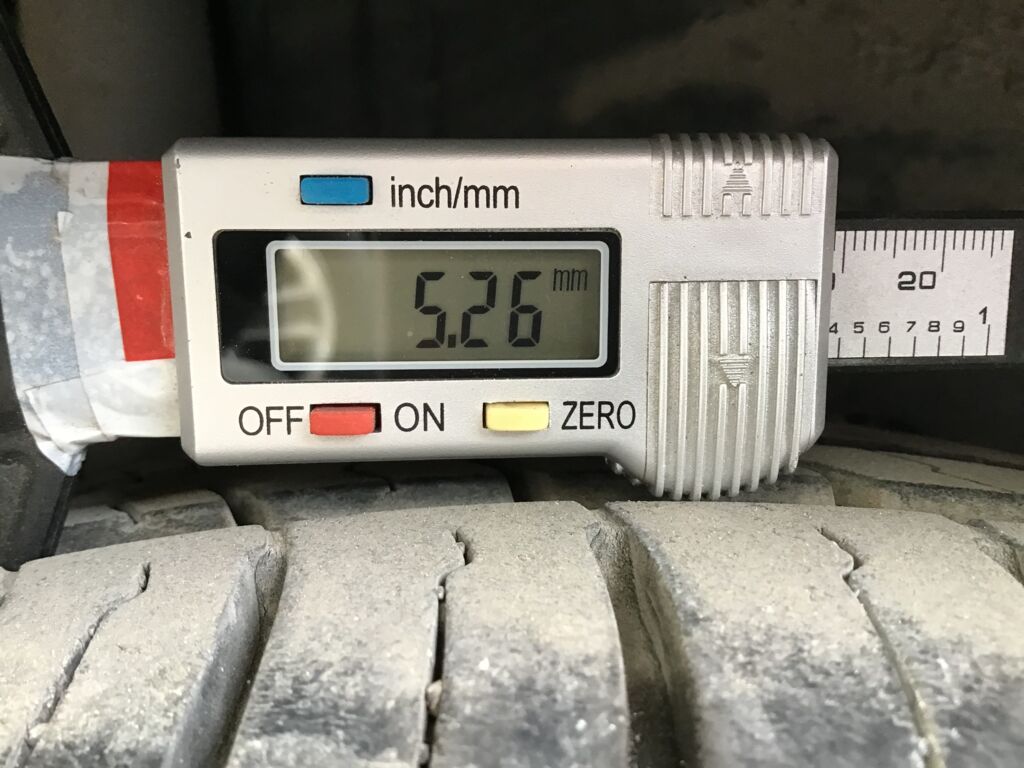 inch/mm
5.26 mm
OFF ON ZERO
20
4 5 6 7 8 9 1